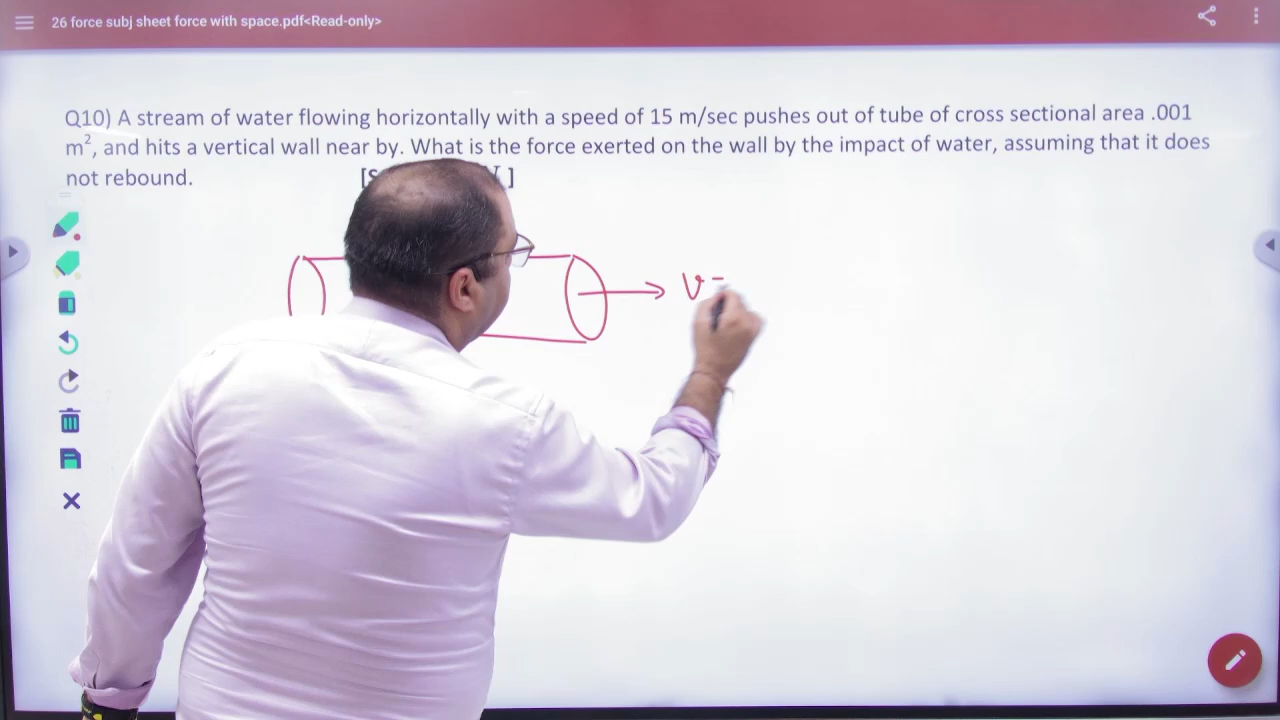 26 force subj sheet force with space.pdf<Read-only>
Q10) A stream of water flowing horizontally with a speed of 15 m/sec pushes out of tube of cross sectional area .001
m², and hits a vertical wall near by. What is the force exerted on the wall by the impact of water, assuming that it does
not rebound. [S ]
v =